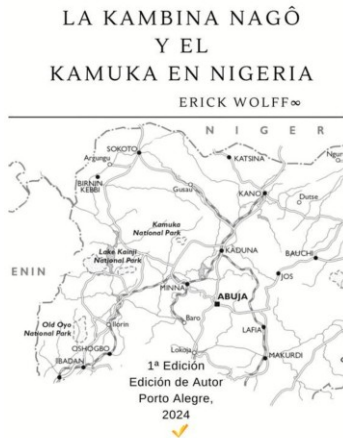 LA KAMBINA NAGÔ
Y EL
KAMUKA EN NIGERIA
ERICK WOLFF∞
NIGER
SOKOTO
KATSINA
Argungu
BIRNIN
KEBBI
Gusau
KANO
Dutse
Kamuka
National Park
KADUNA
Lake Kainji
National Park
BAUCHI
ENIN
JOS
MINNA
ABUJA
Old Oyo
National Park
Baro
Ilorin
LAFIA
OSHOGBO
Lokoja
MAKURDI
IBADAN
1ª Edición
Edición de Autor
Porto Alegre,
2024